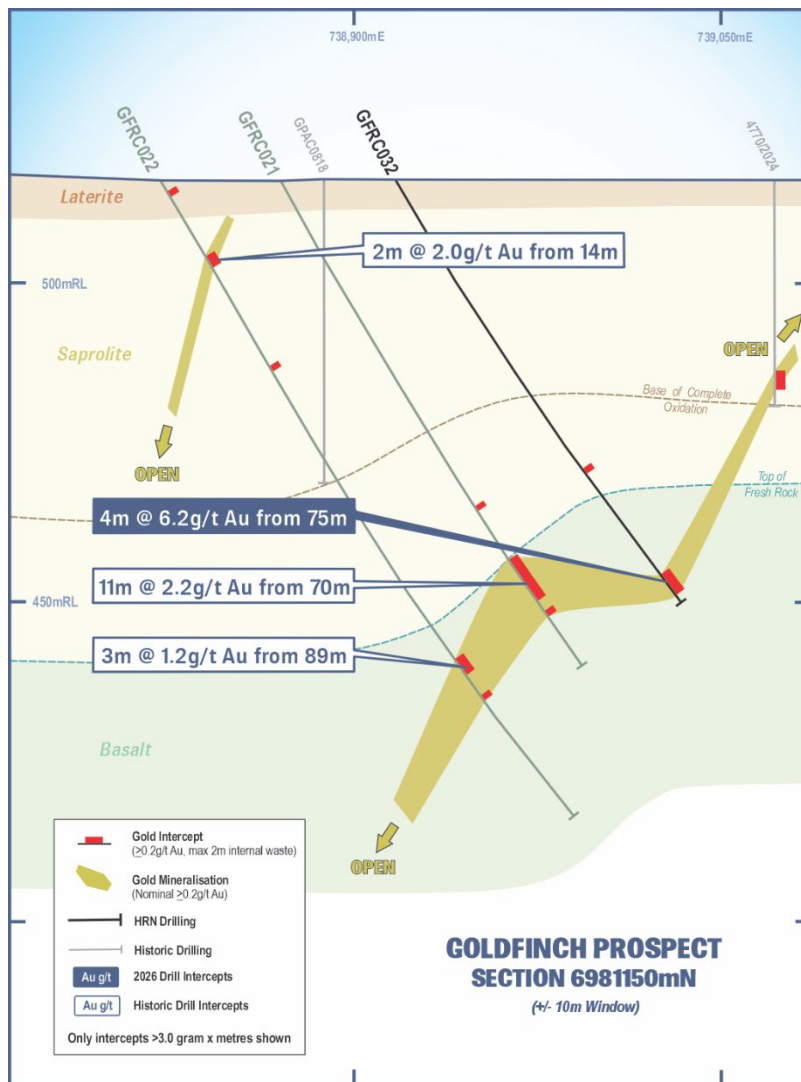 738,900mE
739,050mE
GFRC022
GFRC021
GPAC0818
GFRC032
4770/2024
Laterite
2m @ 2.0g/t Au from 14m
500mRL
Saprolite
OPEN
Base of Complete
Oxidation
OPEN
Top of
Fresh Rock
4m @ 6.2g/t Au from 75m
11m @ 2.2g/t Au from 70m
450mRL
3m @ 1.2g/t Au from 89m
Basalt
OPEN
Gold Intercept
(≥0.2g/t Au, max 2m internal waste)
Gold Mineralisation
(Nominal ≥0.2g/t Au)
HRN Drilling
Historic Drilling
Au g/t 2026 Drill Intercepts
Au g/t Historic Drill Intercepts
Only intercepts >3.0 gram x metres shown
GOLDFINCH PROSPECT
SECTION 6981150mN
(+/- 10m Window)